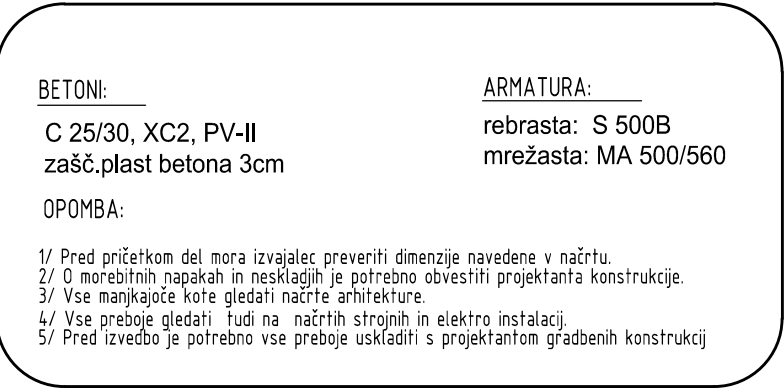 BETONI:
C 25/30, XC2, PV-II
zašč.plast betona 3cm
ARMATURA:
rebrasta: S 500B
mrežasta: MA 500/560
OPOMBA:
1/ Pred pričetkom del mora izvajalec preveriti dimenzije navedene v načrtu.
2/ O morebitnih napakah in neskladjih je potrebno obvestiti projektanta konstrukcije.
3/ Vse manjkajoče kote gledati načrte arhitekture.
4/ Vse preboje gledati tudi na načrtih strojnih in elektro instalacij.
5/ Pred izvedbo je potrebno vse preboje uskladiti s projektantom gradbenih konstrukcij